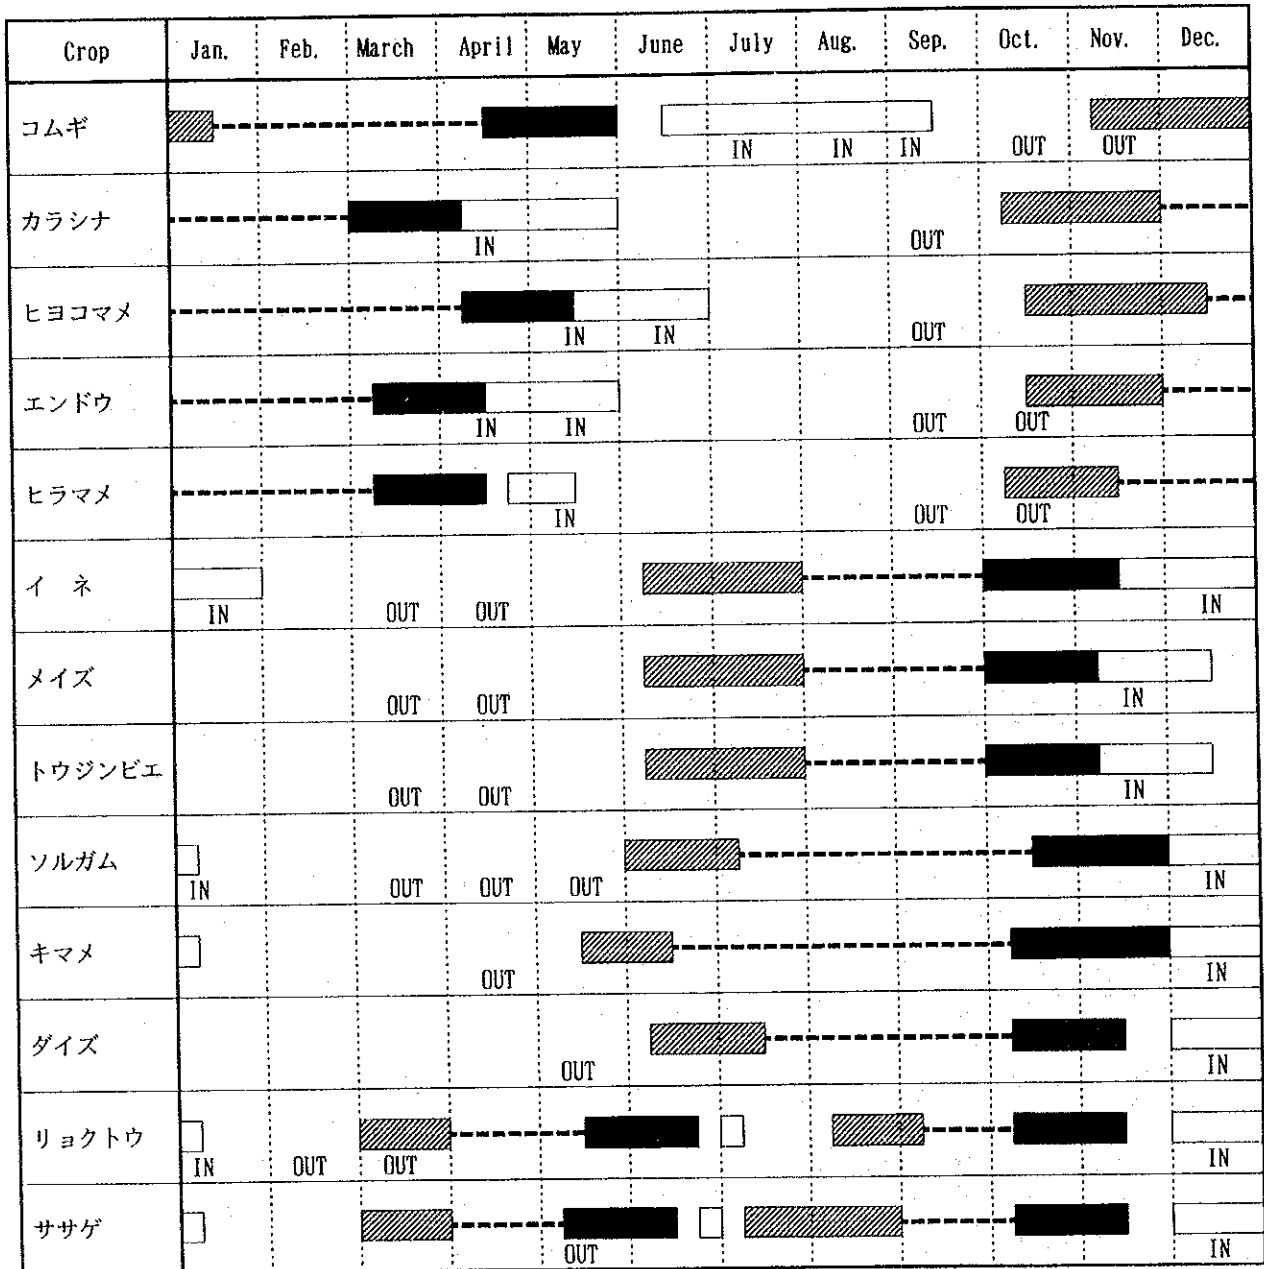 Crop Jan. Feb. March April May June July Aug. Sep. Oct. Nov. Dec.
コムギ
IN IN IN OUT OUT
カラシナ
IN OUT
ヒヨコマメ
IN IN OUT
エンドウ
IN IN OUT OUT
ヒラマメ
IN OUT OUT
イ ネ
IN OUT OUT IN
メイズ
OUT OUT IN
トウジンビエ
OUT OUT IN
ソルガム
IN OUT OUT OUT IN
キマメ
OUT IN
ダイズ
OUT IN
リョクトウ
IN OUT OUT IN
ササゲ
OUT IN